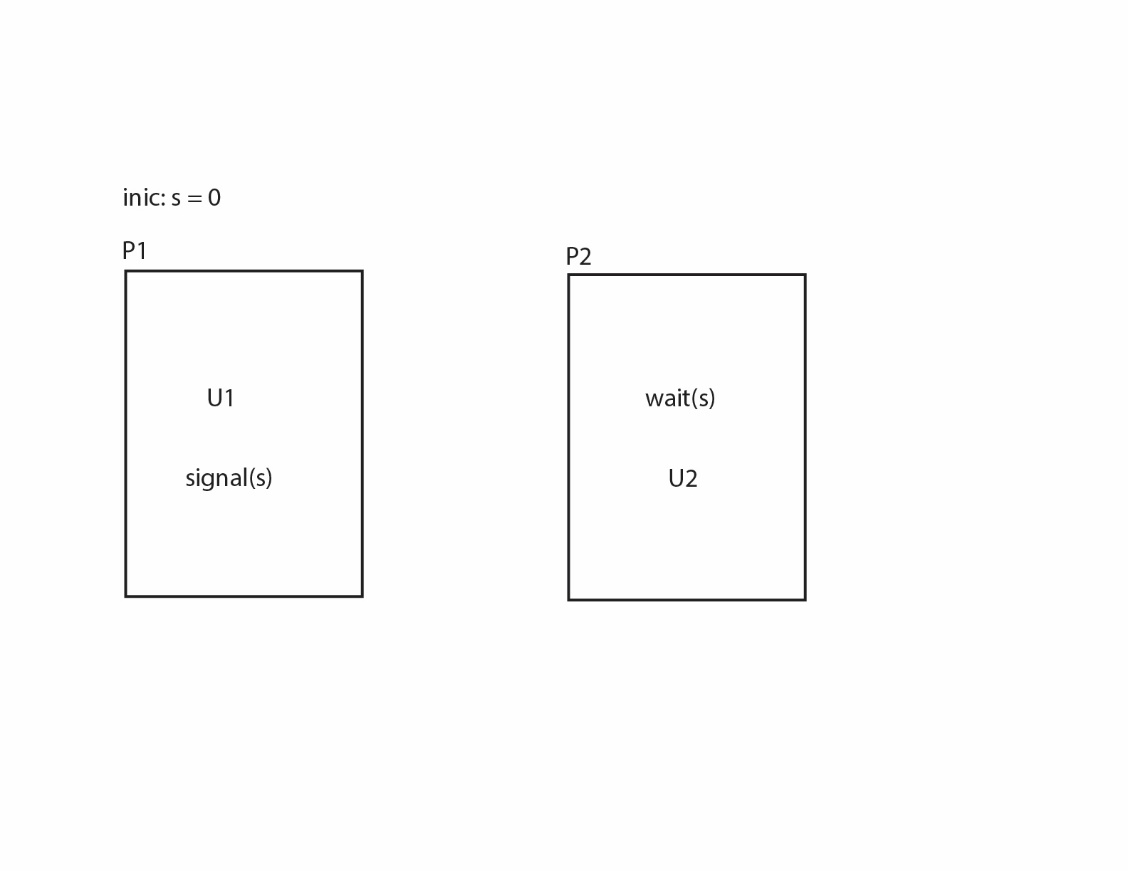 inic: s = 0
P1
P2
U1
signal(s)
wait(s)
U2